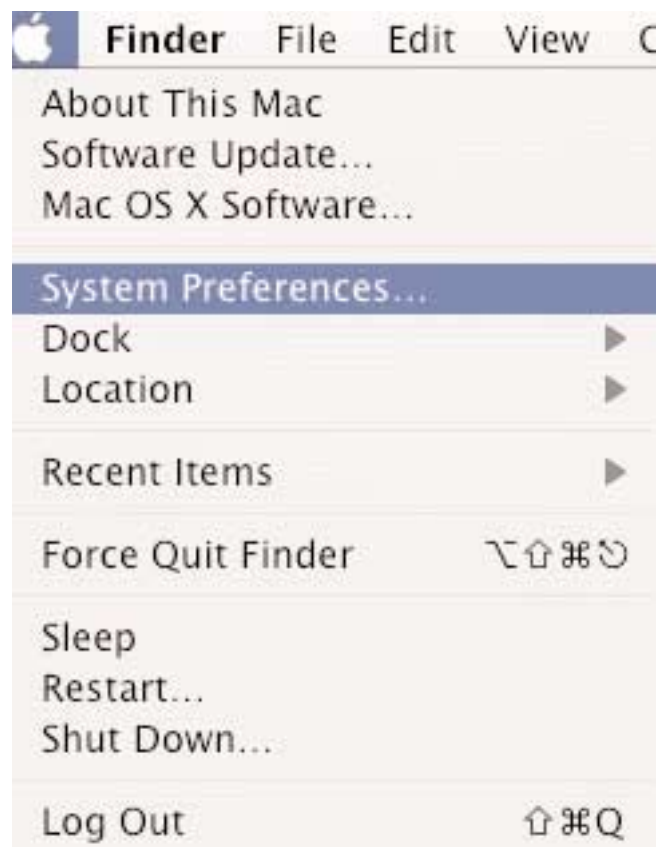 Finder File Edit View
About This Mac
Software Update...
Mac OS X Software...
System Preferences...
Dock
Location
Recent Items
Force Quit Finder ⌥⇧⌘⎋
Sleep
Restart...
Shut Down...
Log Out ⇧⌘Q